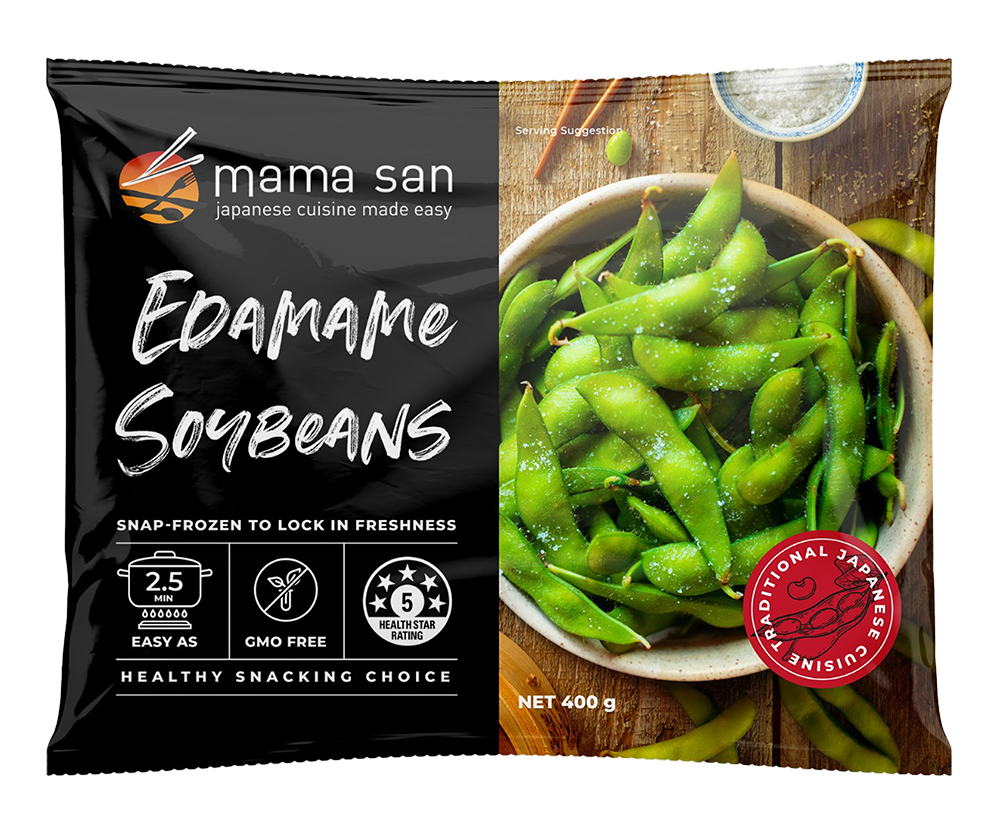 mama san
japanese cuisine made easy
EDAMAME
SOYBEANS
SNAP-FROZEN TO LOCK IN FRESHNESS
2.5
MIN
EASY AS
GMO FREE
5
HEALTH STAR
RATING
HEALTHY SNACKING CHOICE
Serving Suggestion
TRADITIONAL JAPANESE CUISINE
NET 400 g